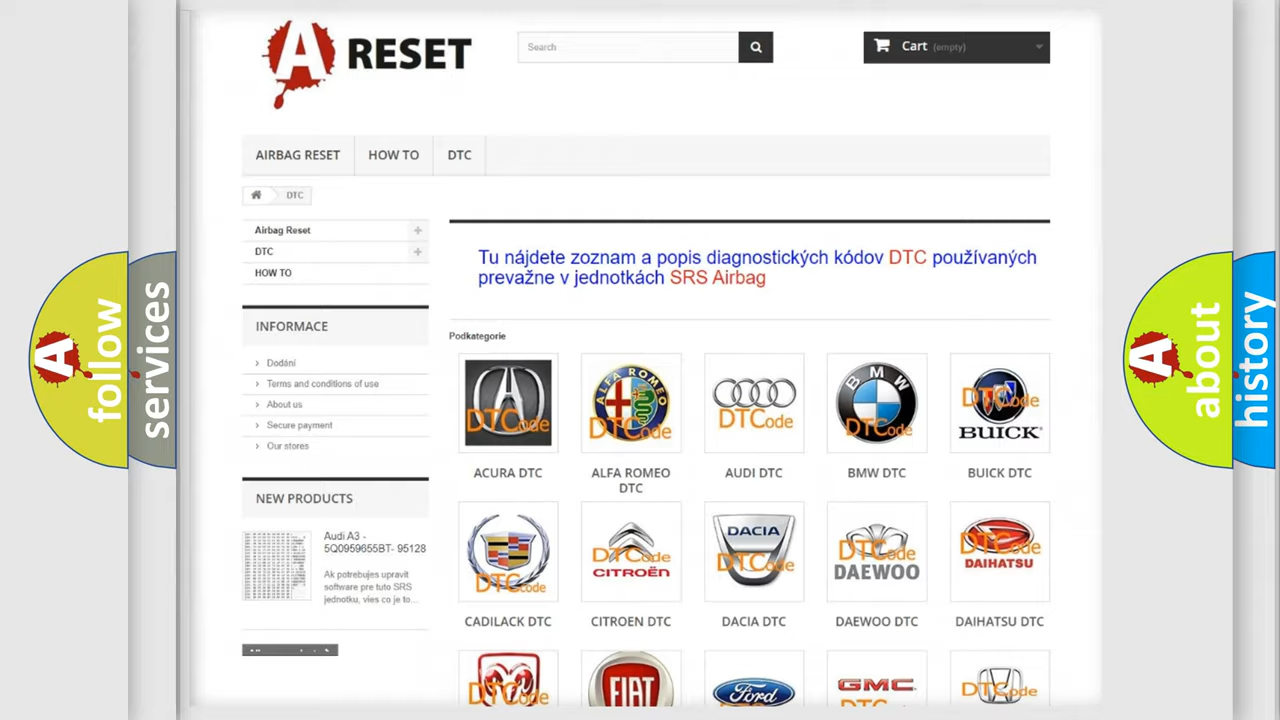 A RESET
Search
Cart (empty)
AIRBAG RESET
HOW TO
DTC
DTC
Airbag Reset
DTC
HOW TO
INFORMACE
Dodání
Terms and conditions of use
About us
Secure payment
Our stores
NEW PRODUCTS
Audi A3 -
5Q0959655BT- 95128
Ak potrebujes upravit
software pre tuto SRS
jednotku, vies co je to...
Tu nájdete zoznam a popis diagnostických kódov DTC používaných
prevažne v jednotkách SRS Airbag
Podkategorie
DTCode
ALFA ROMEO
DTCode
DTCode
BMW
DTCode
DTCode
BUICK
ACURA DTC
ALFA ROMEO
DTC
AUDI DTC
BMW DTC
BUICK DTC
DTCode
DTCode
CITROËN
DACIA
DTCode
DTCode
DAEWOO
DTCode
DAIHATSU
CADILACK DTC
CITROEN DTC
DACIA DTC
DAEWOO DTC
DAIHATSU DTC
DTCode
FIAT
Ford
GMC
DTCode
A follow
services
A about
history